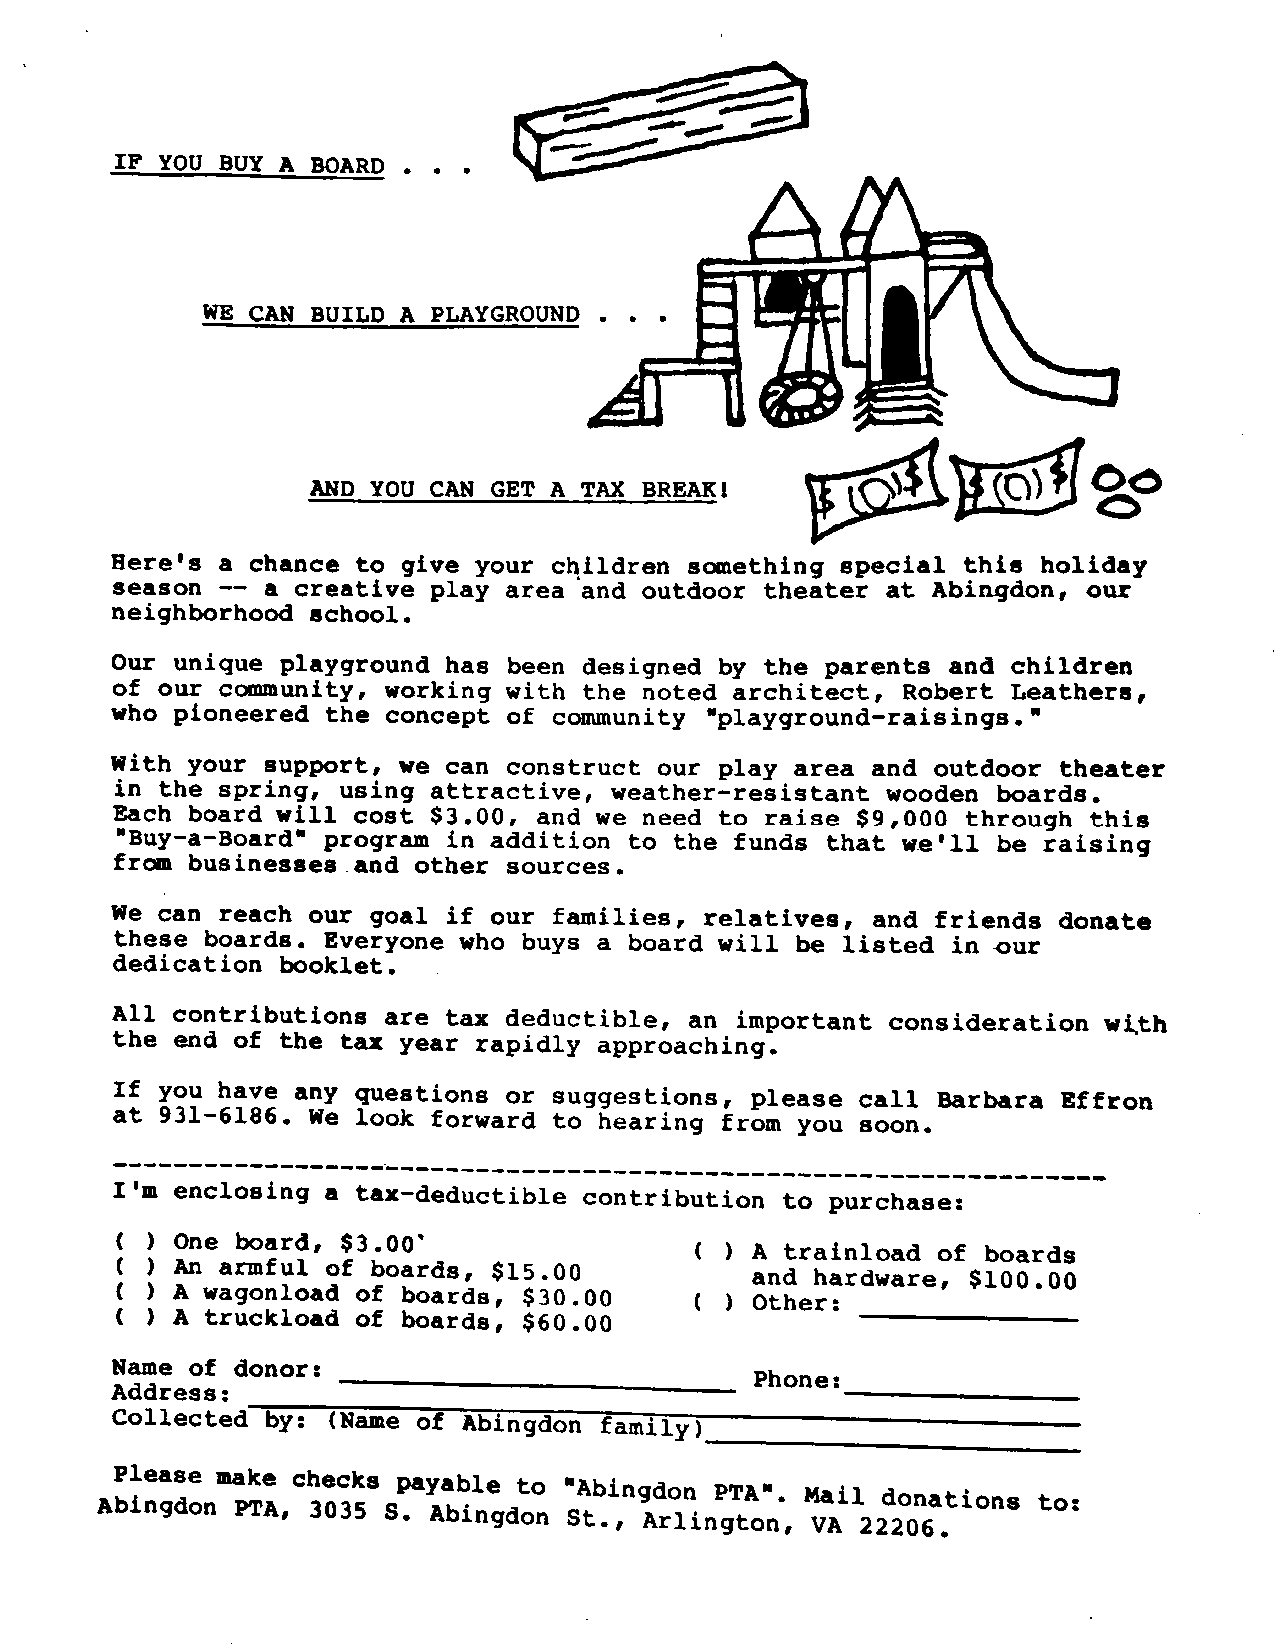 IF YOU BUY A BOARD . . .
WE CAN BUILD A PLAYGROUND . . .
AND YOU CAN GET A TAX BREAK!
Here's a chance to give your children something special this holiday
season -- a creative play area and outdoor theater at Abingdon, our
neighborhood school.
Our unique playground has been designed by the parents and children
of our community, working with the noted architect, Robert Leathers,
who pioneered the concept of community "playground-raisings."
With your support, we can construct our play area and outdoor theater
in the spring, using attractive, weather-resistant wooden boards.
Each board will cost $3.00, and we need to raise $9,000 through this
"Buy-a-Board" program in addition to the funds that we'll be raising
from businesses and other sources.
We can reach our goal if our families, relatives, and friends donate
these boards. Everyone who buys a board will be listed in our
dedication booklet.
All contributions are tax deductible, an important consideration with
the end of the tax year rapidly approaching.
If you have any questions or suggestions, please call Barbara Effron
at 931-6186. We look forward to hearing from you soon.
I'm enclosing a tax-deductible contribution to purchase:
( ) One board, $3.00
( ) An armful of boards, $15.00
( ) A wagonload of boards, $30.00
( ) A truckload of boards, $60.00
( ) A trainload of boards
and hardware, $100.00
( ) Other: ______
Name of donor: ______ Phone: ______
Address: ______
Collected by: (Name of Abingdon family) ______
Please make checks payable to "Abingdon PTA". Mail donations to:
Abingdon PTA, 3035 S. Abingdon St., Arlington, VA 22206.